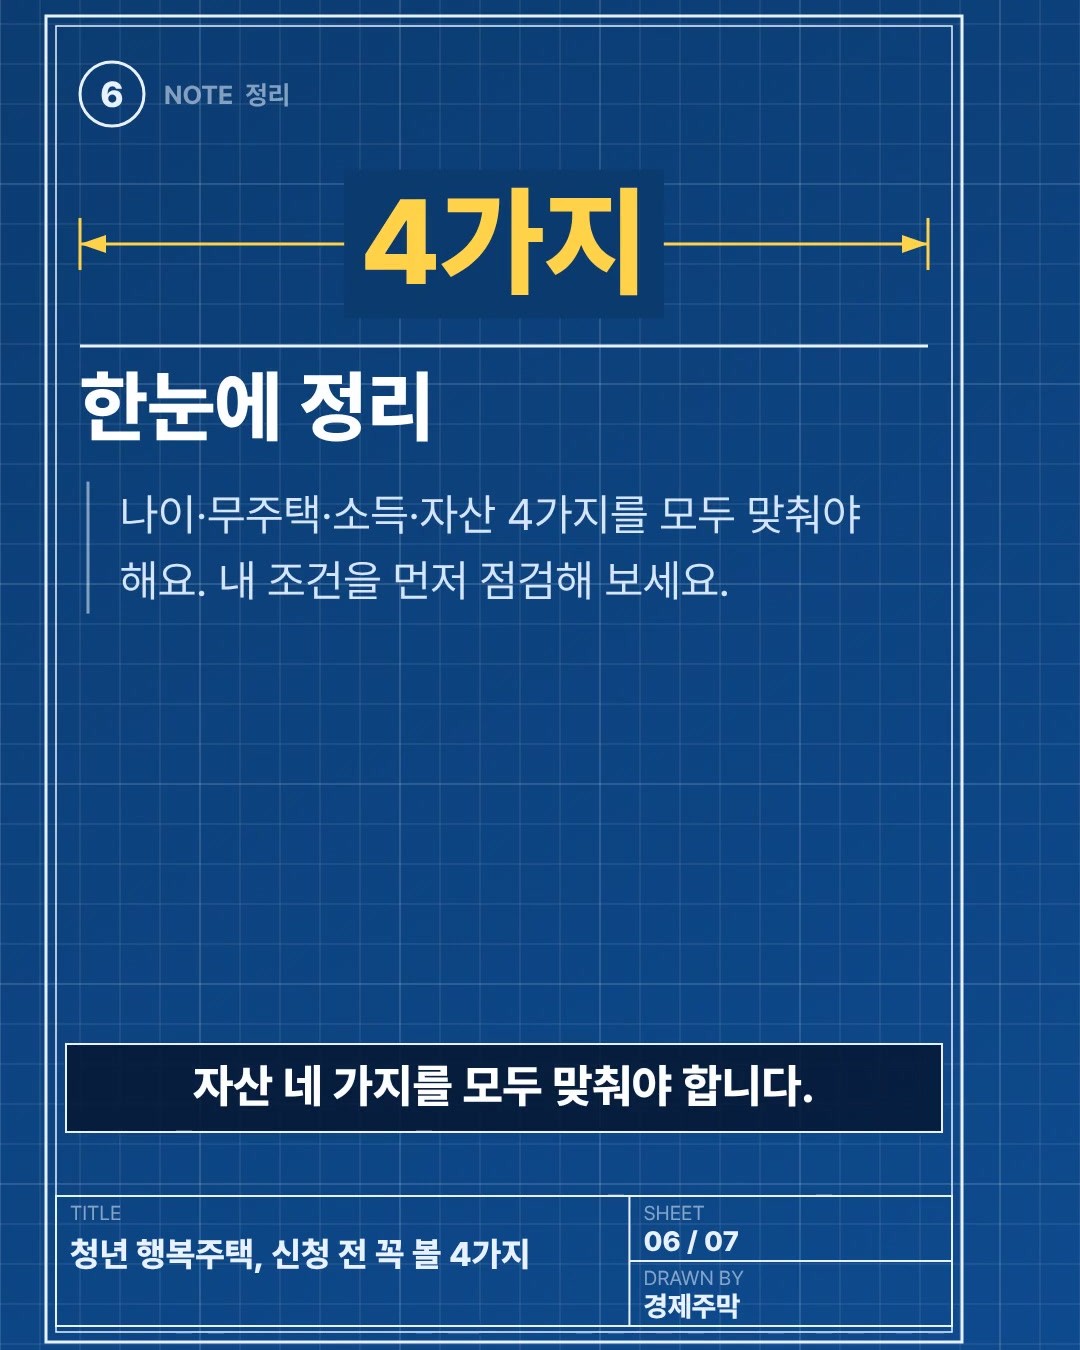 6 NOTE 정리
4가지
한눈에 정리
나이·무주택·소득·자산 4가지를 모두 맞춰야
해요. 내 조건을 먼저 점검해 보세요.
자산 네 가지를 모두 맞춰야 합니다.
TITLE
청년 행복주택, 신청 전 꼭 볼 4가지
SHEET
06 / 07
DRAWN BY
경제주막